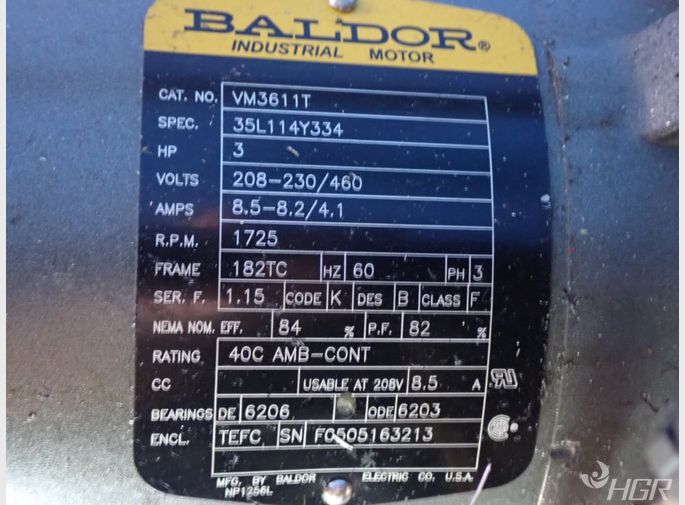 BALDOR®
INDUSTRIAL MOTOR
CAT. NO. VM3611T
SPEC. 35L114Y334
HP 3
VOLTS 208-230/460
AMPS 8.5-8.2/4.1
R.P.M. 1725
FRAME 182TC HZ 60 PH 3
SER. F. 1.15 CODE K DES B CLASS F
NEMA NOM. EFF. 84 % P.F. 82 %
RATING 40C AMB-CONT
CC USABLE AT 208V 8.5 A
BEARINGS DE 6206 ODE 6203
ENCL. TEFC SN F0505163213
MFG. BY BALDOR ELECTRIC CO. U.S.A.
NP1256L
HGR